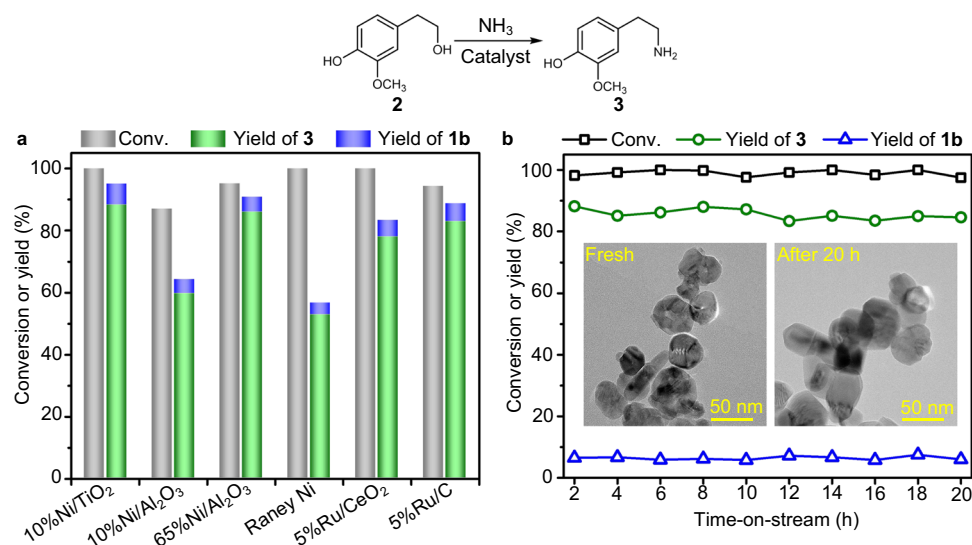 NH₃
Catalyst
HO
OCH₃
OH
2
HO
OCH₃
NH₂
3
a
Conv. Yield of 3 Yield of 1b
Conversion or yield (%)
100
80
60
40
20
0
10%Ni/TiO₂
10%Ni/Al₂O₃
65%Ni/Al₂O₃
Raney Ni
5%Ru/CeO₂
5%Ru/C
b
Conv. Yield of 3 Yield of 1b
Conversion or yield (%)
100
80
60
40
20
0
Fresh
50 nm
After 20 h
50 nm
2 4 6 8 10 12 14 16 18 20
Time-on-stream (h)